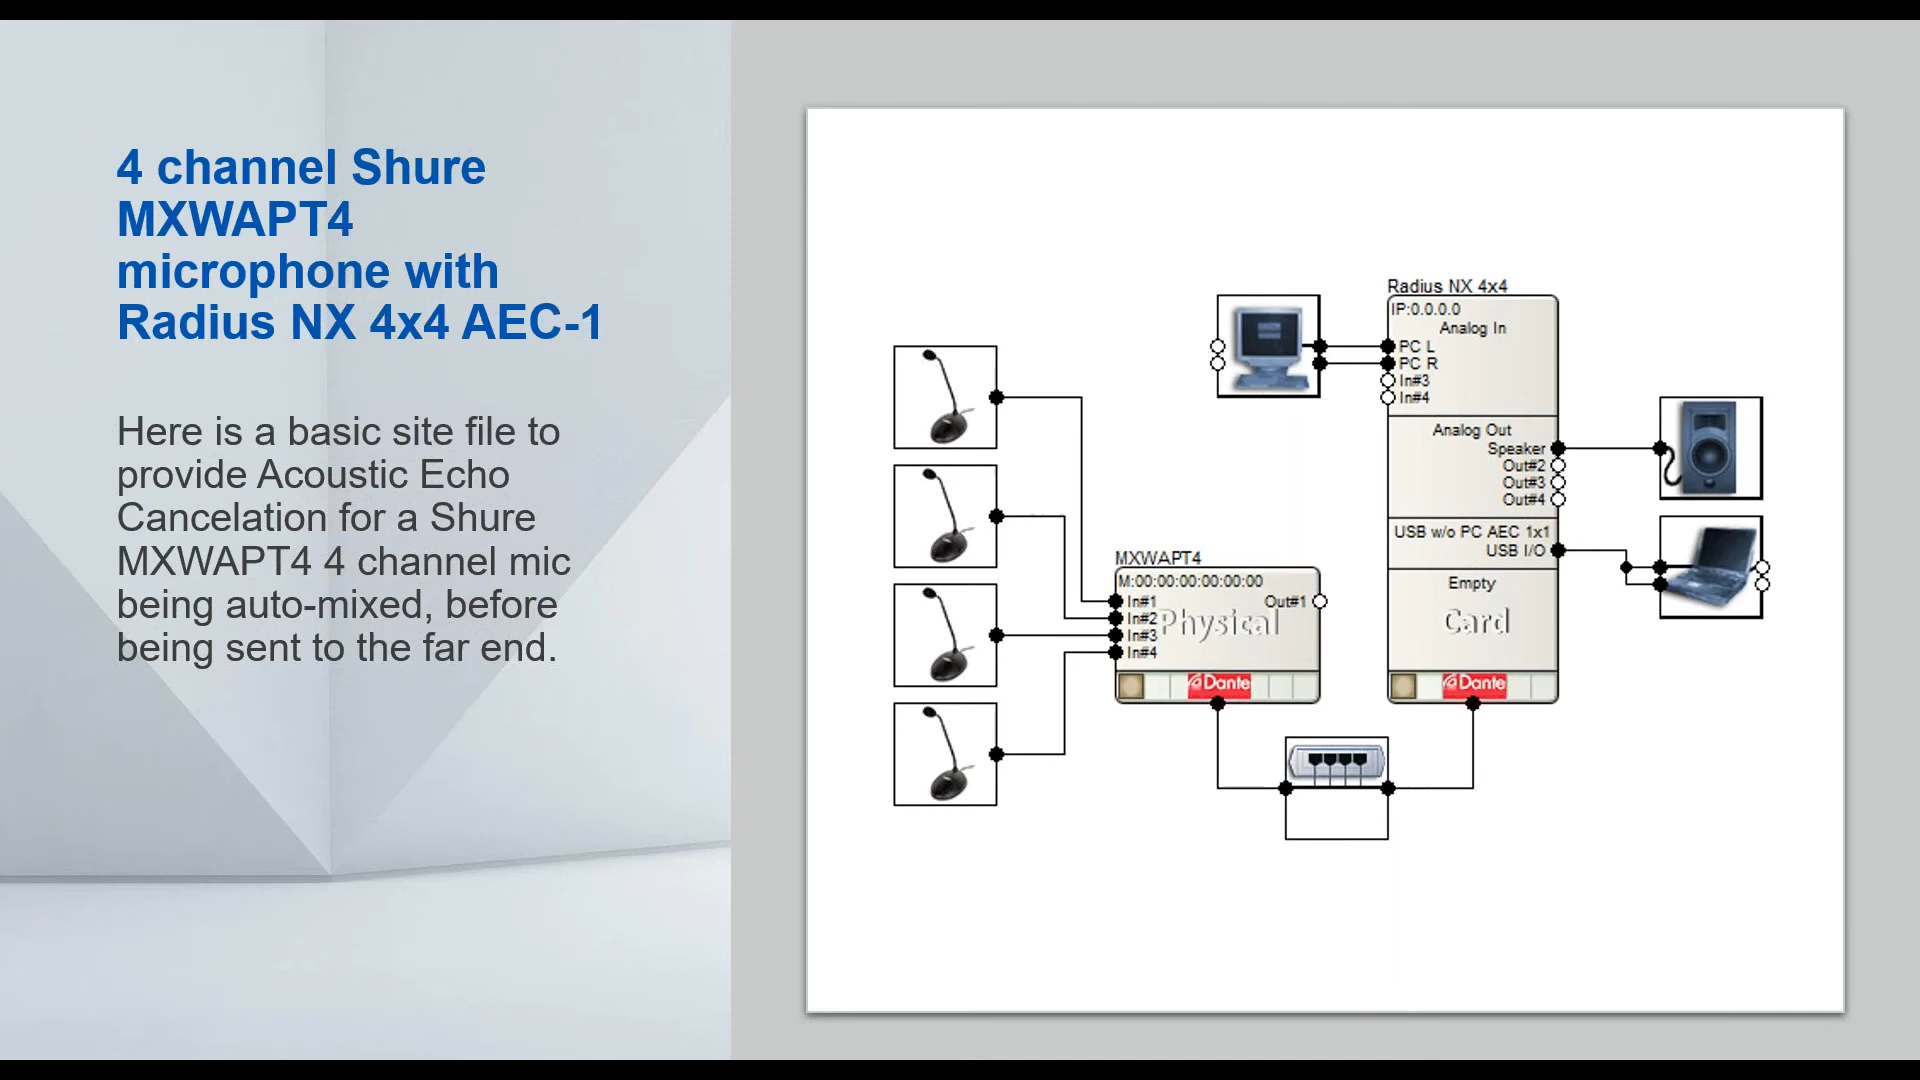 4 channel Shure
MXWAPT4
microphone with
Radius NX 4x4 AEC-1
Here is a basic site file to
provide Acoustic Echo
Cancelation for a Shure
MXWAPT4 4 channel mic
being auto-mixed, before
being sent to the far end.
MXWAPT4
M:00:00:00:00:00:00
In#1
In#2
In#3
In#4
Out#1
Physical
Dante
Radius NX 4x4
IP:0.0.0.0
Analog In
PC L
PC R
In#3
In#4
Analog Out
Speaker
Out#2
Out#3
Out#4
USB w/o PC AEC 1x1
USB I/O
Empty
Card
Dante